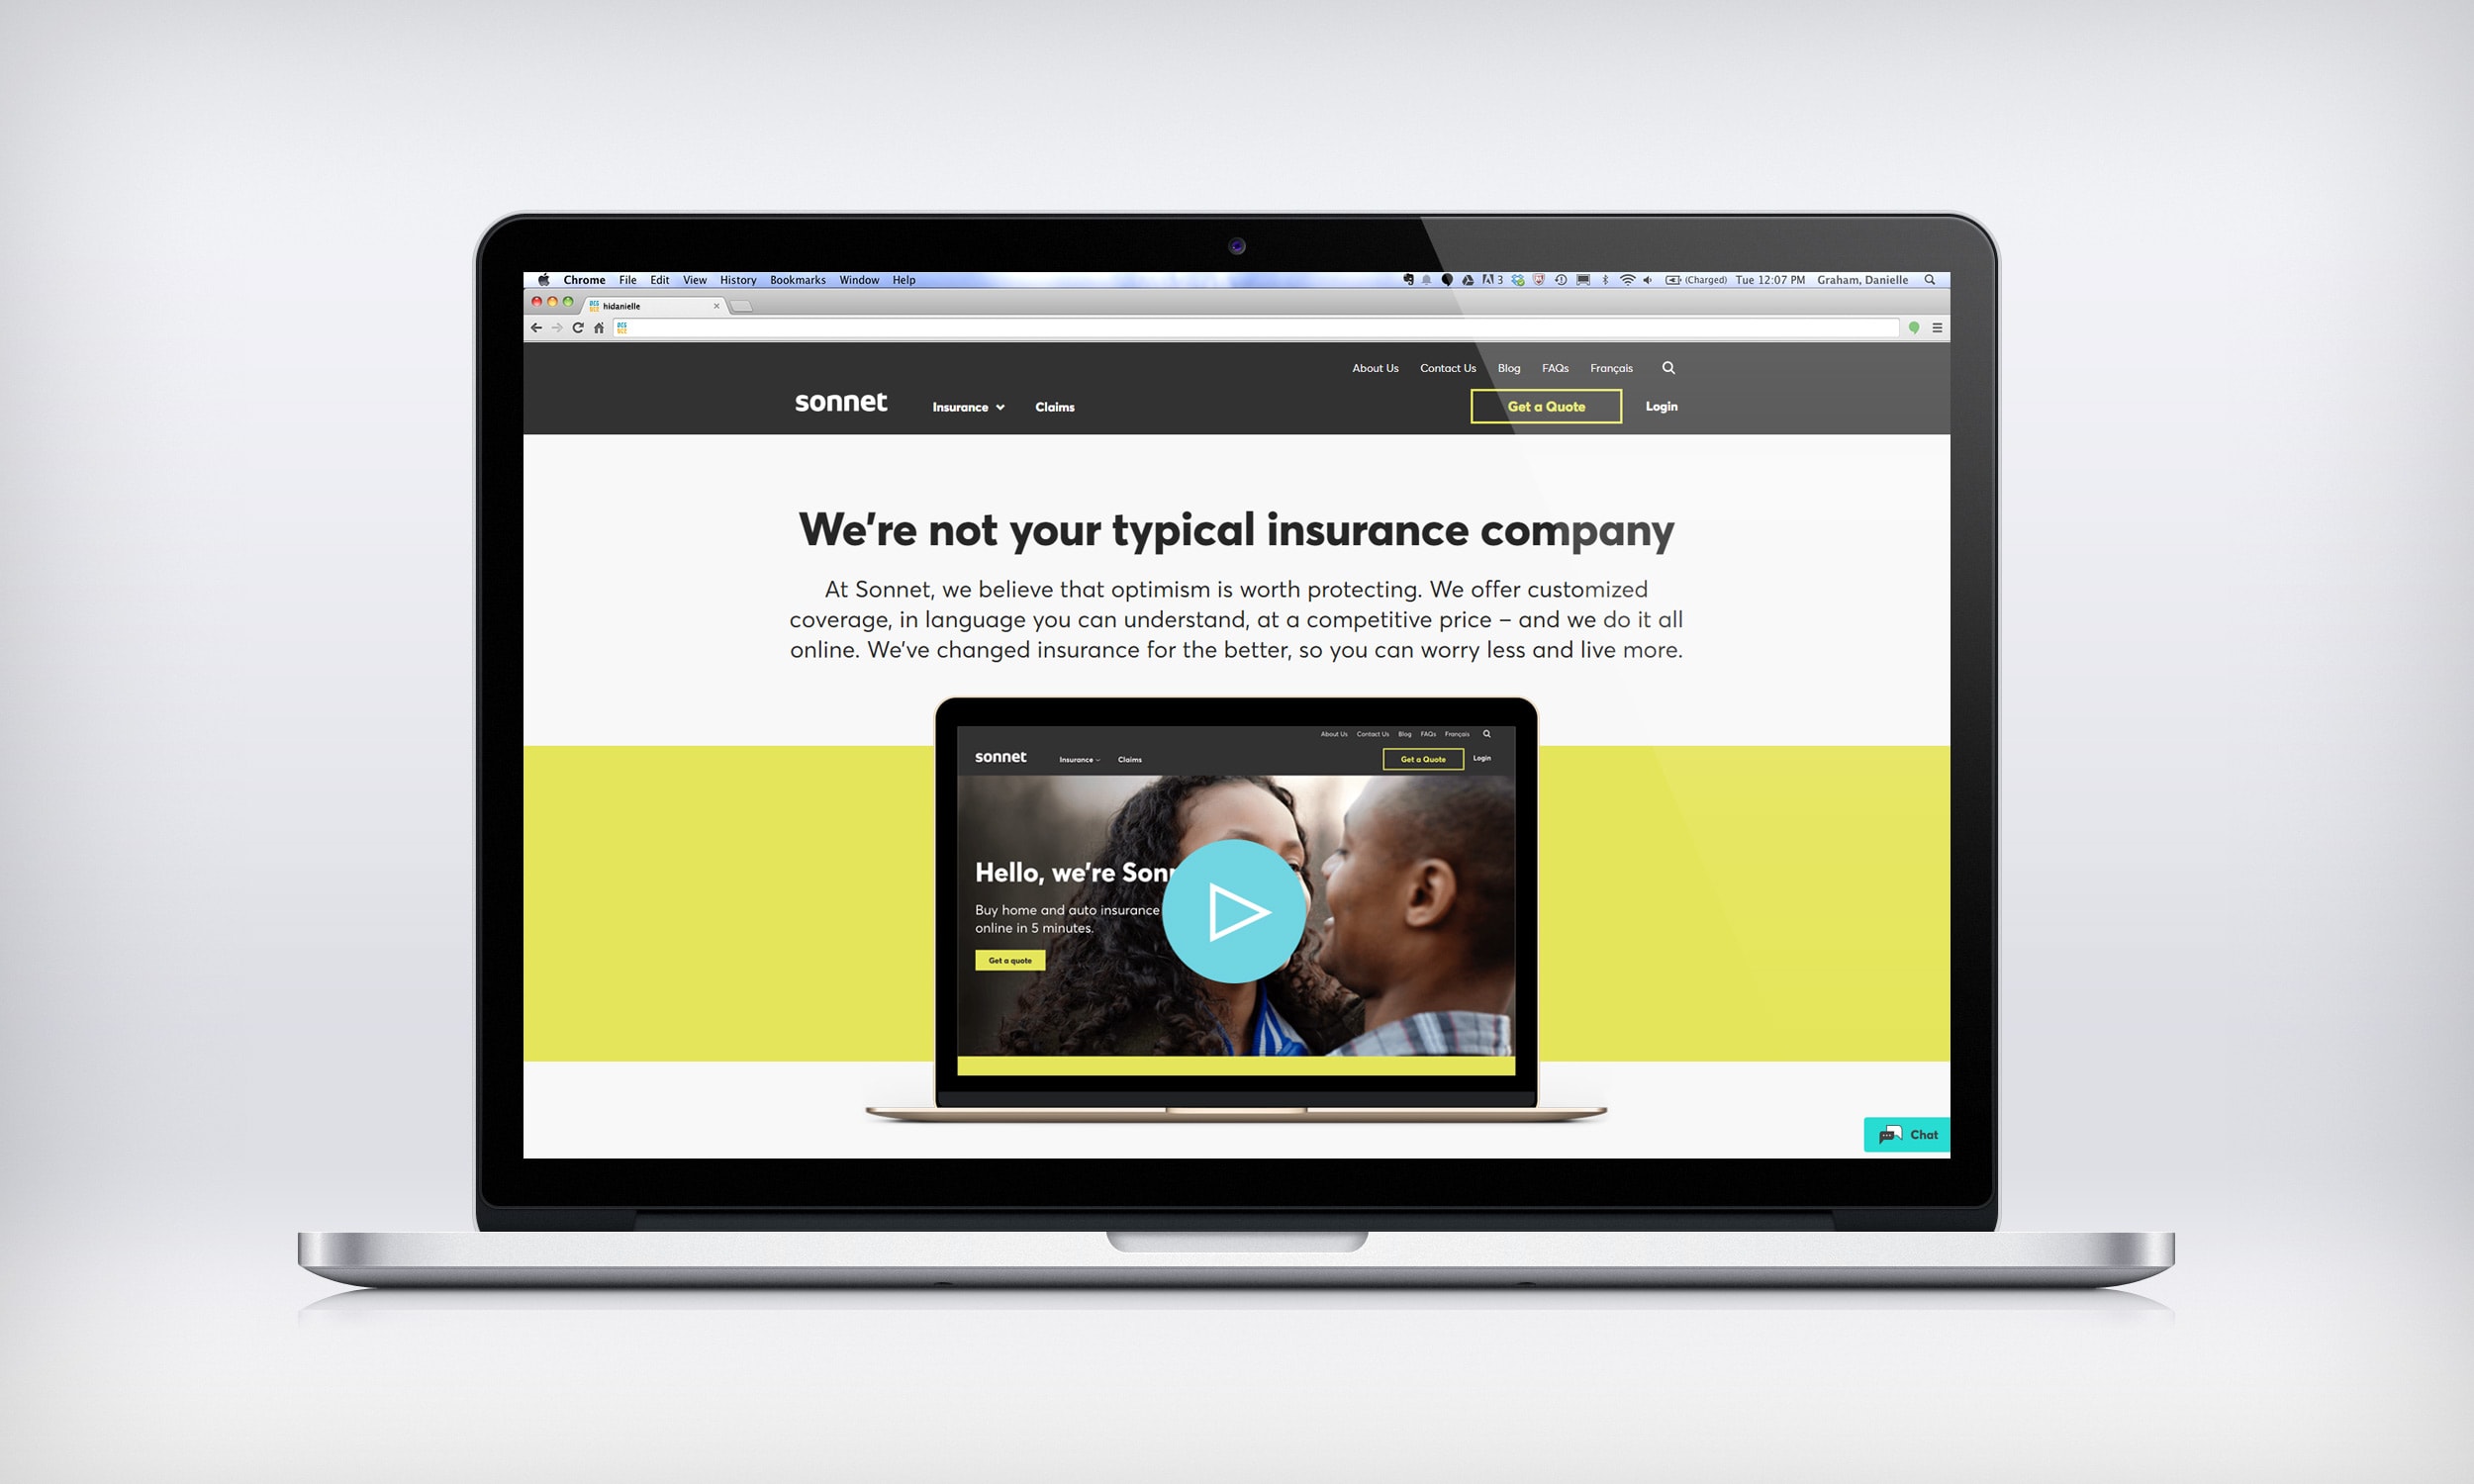 Chrome File Edit View History Bookmarks Window Help 3 (Charged) Tue 12:07 PM Graham, Danielle
hidanielle
About Us Contact Us Blog FAQs Français
sonnet Insurance Claims Get a Quote Login
We're not your typical insurance company
At Sonnet, we believe that optimism is worth protecting. We offer customized
coverage, in language you can understand, at a competitive price – and we do it all
online. We've changed insurance for the better, so you can worry less and live more.
About Us Contact Us Blog FAQs Français
sonnet Insurance Claims Get a Quote Login
Hello, we're Sonn
Buy home and auto insurance
online in 5 minutes.
Get a quote
Chat